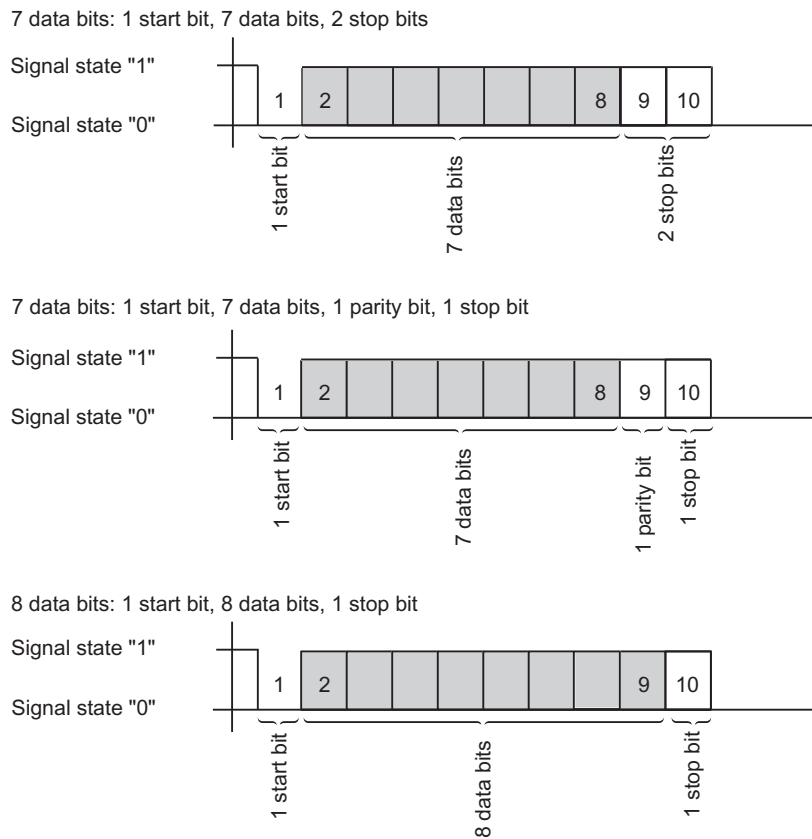 7 data bits: 1 start bit, 7 data bits, 2 stop bits
Signal state "1"
1 2 8 9 10
Signal state "0"
1 start bit
7 data bits
2 stop bits
7 data bits: 1 start bit, 7 data bits, 1 parity bit, 1 stop bit
Signal state "1"
1 2 8 9 10
Signal state "0"
1 start bit
7 data bits
1 parity bit
1 stop bit
8 data bits: 1 start bit, 8 data bits, 1 stop bit
Signal state "1"
1 2 9 10
Signal state "0"
1 start bit
8 data bits
1 stop bit